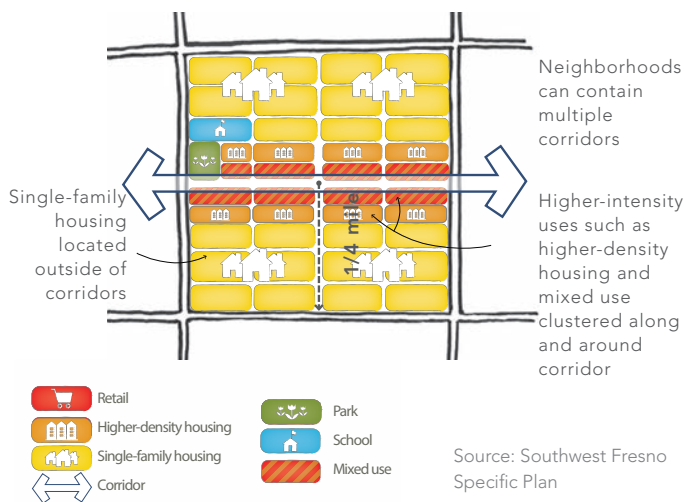 Neighborhoods
can contain
multiple
corridors
Single-family
housing
located
outside of
corridors
1/4 mile
Higher-intensity
uses such as
higher-density
housing and
mixed use
clustered along
and around
corridor
Retail
Higher-density housing
Single-family housing
Corridor
Park
School
Mixed use
Source: Southwest Fresno
Specific Plan